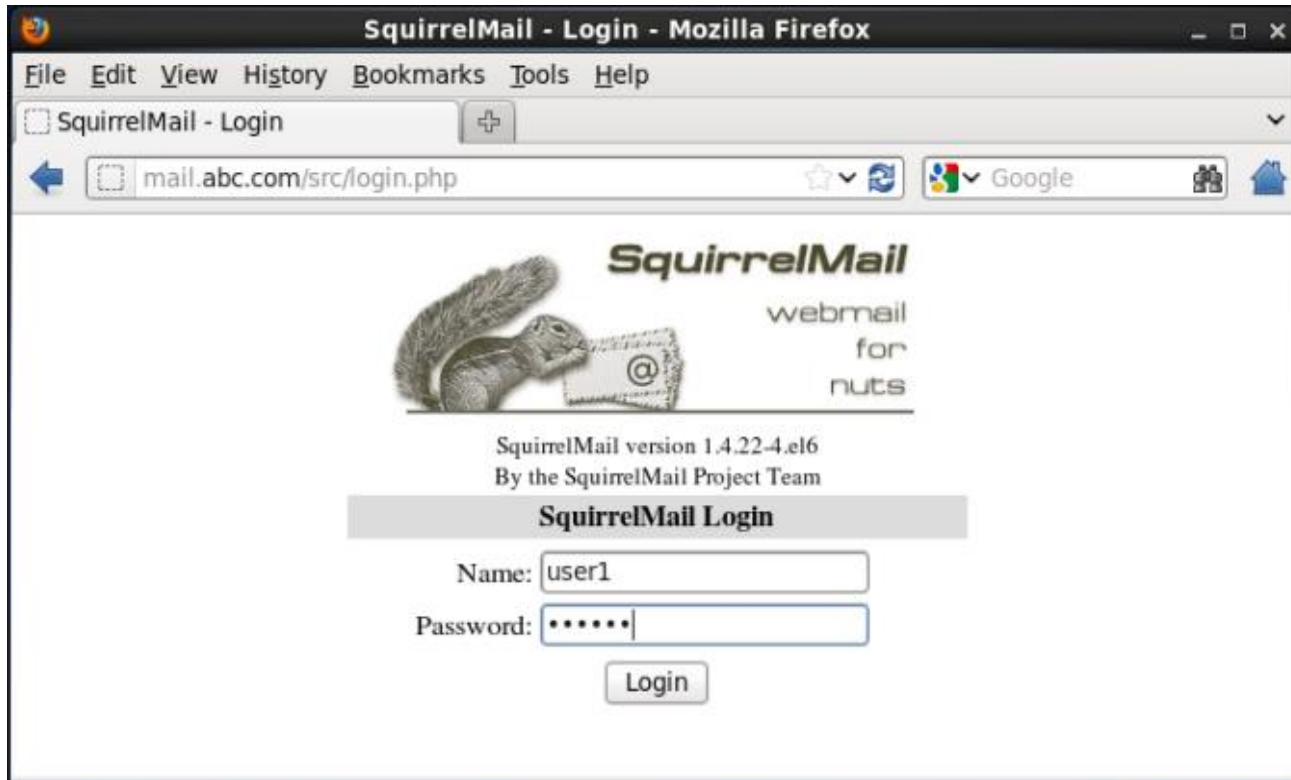 SquirrelMail - Login - Mozilla Firefox
File Edit View History Bookmarks Tools Help
SquirrelMail - Login
mail.abc.com/src/login.php
Google
SquirrelMail
webmail
for
nuts
@
SquirrelMail version 1.4.22-4.el6
By the SquirrelMail Project Team
SquirrelMail Login
Name: user1
Password: ••••••
Login